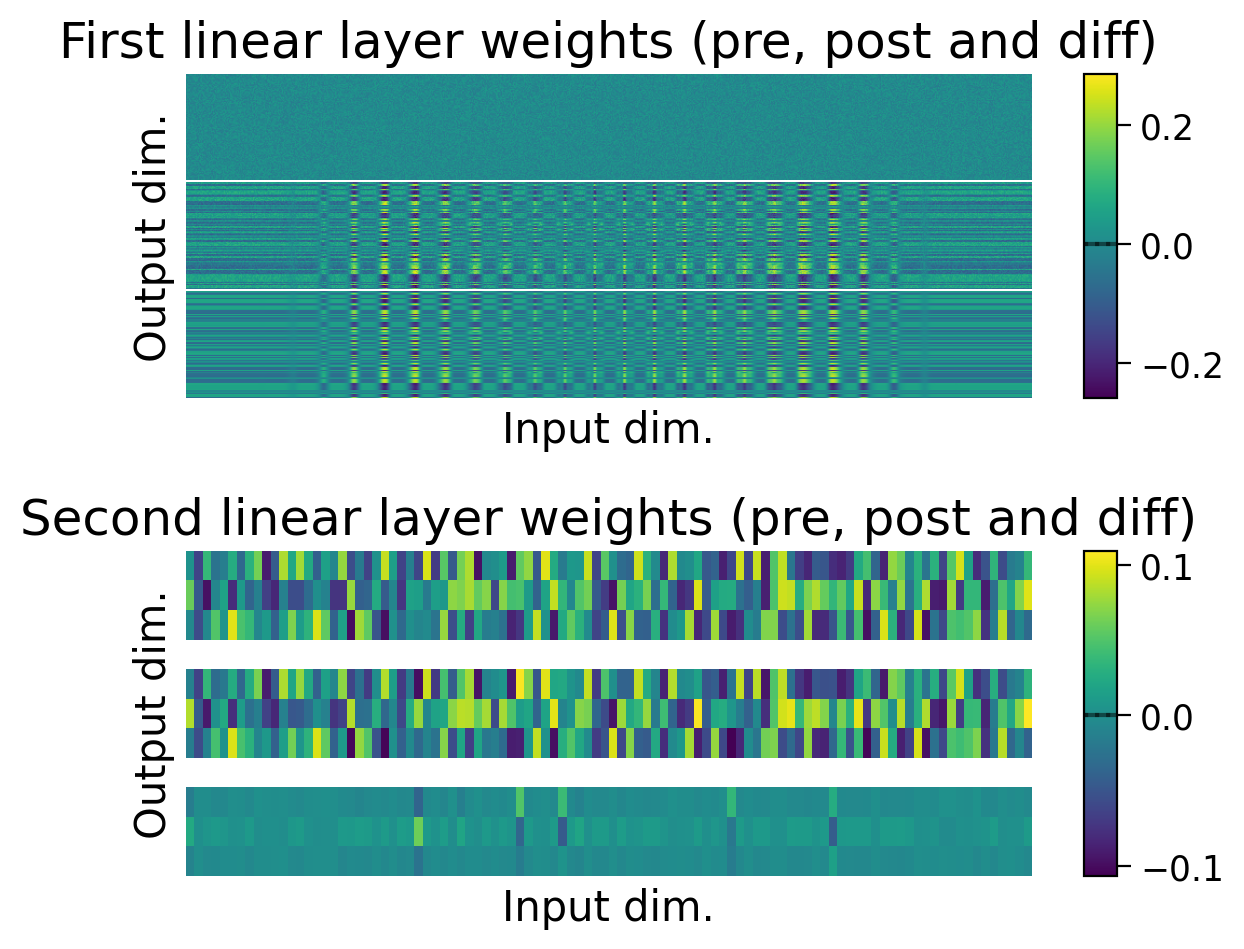 First linear layer weights (pre, post and diff)
Output dim.
0.2
0.0
−0.2
Input dim.
Second linear layer weights (pre, post and diff)
Output dim.
0.1
0.0
−0.1
Input dim.